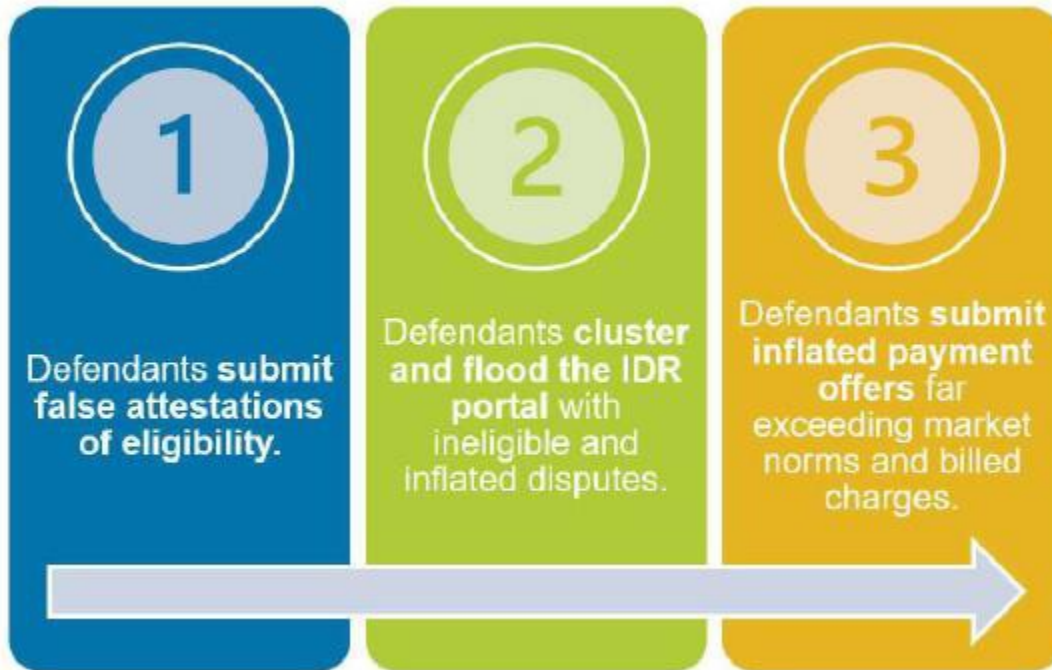 1
Defendants submit
false attestations
of eligibility.
2
Defendants cluster
and flood the IDR
portal with
ineligible and
inflated disputes.
3
Defendants submit
inflated payment
offers far
exceeding market
norms and billed
charges.